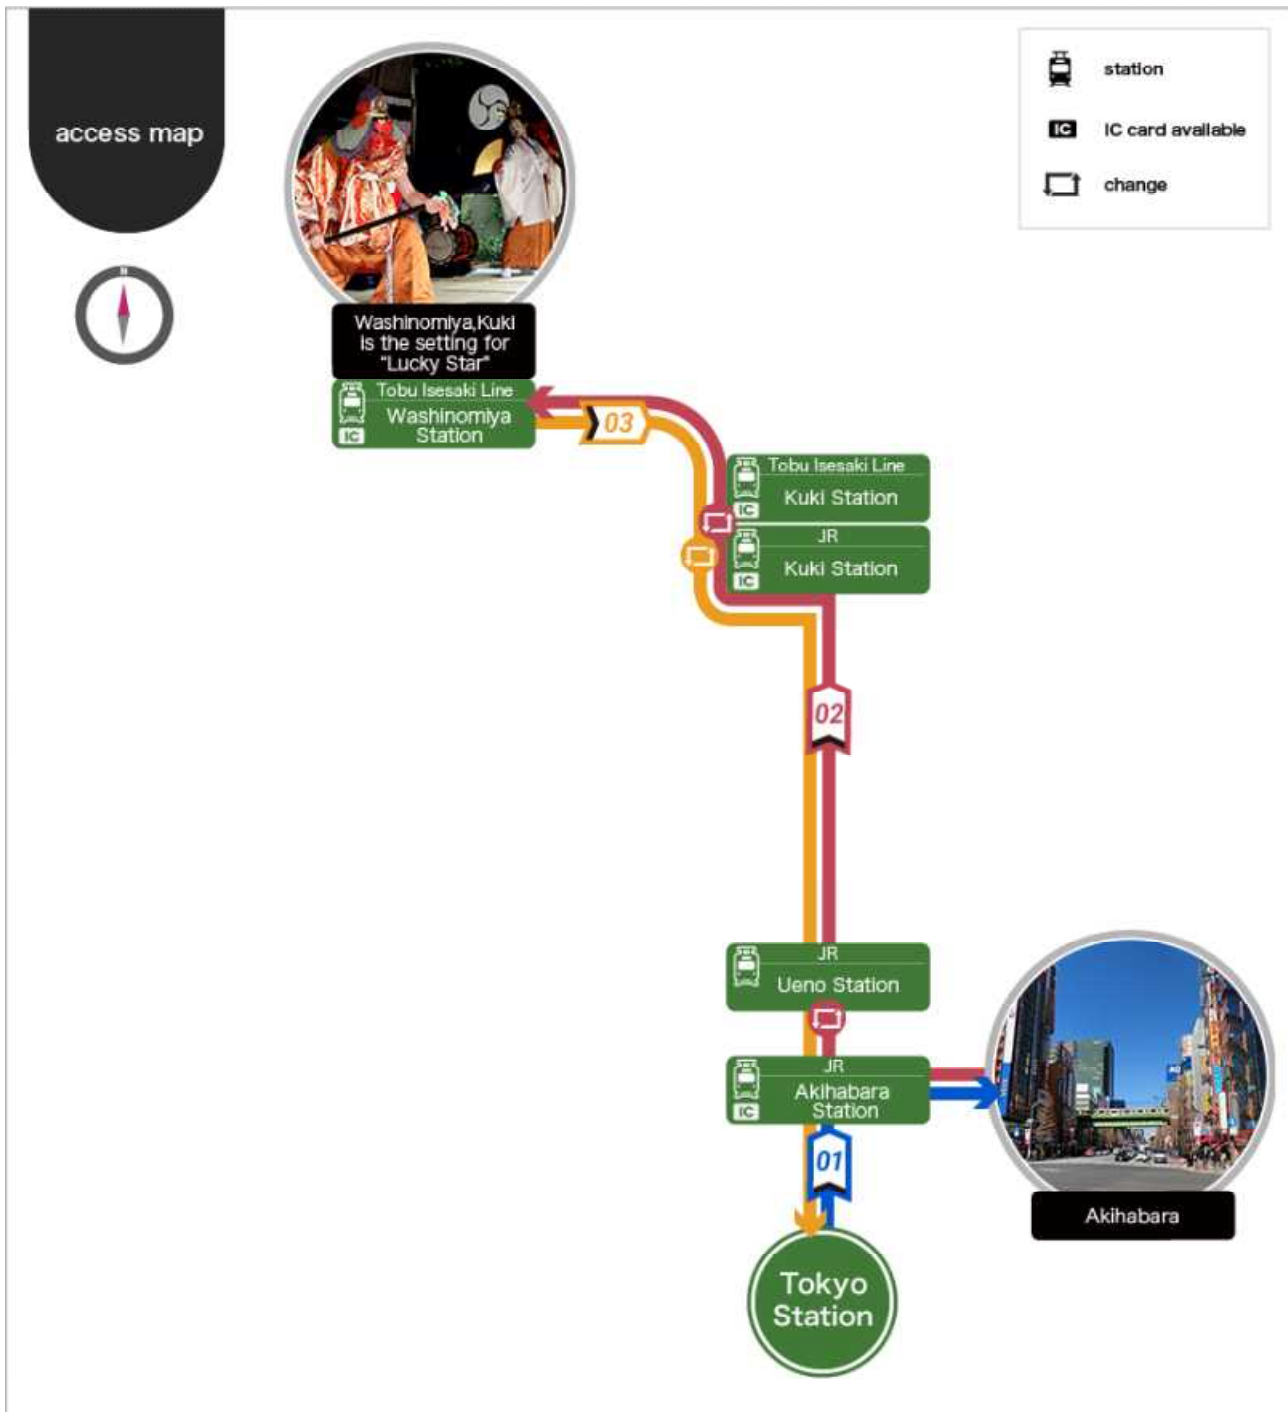 access map
N
station
IC
IC card available
change
Washinomiya,Kuki
is the setting for
"Lucky Star"
Tobu Isesaki Line
Washinomiya
Station
IC
03
Tobu Isesaki Line
Kuki Station
IC
JR
Kuki Station
IC
02
JR
Ueno Station
JR
Akihabara
Station
IC
01
Akihabara
Tokyo
Station